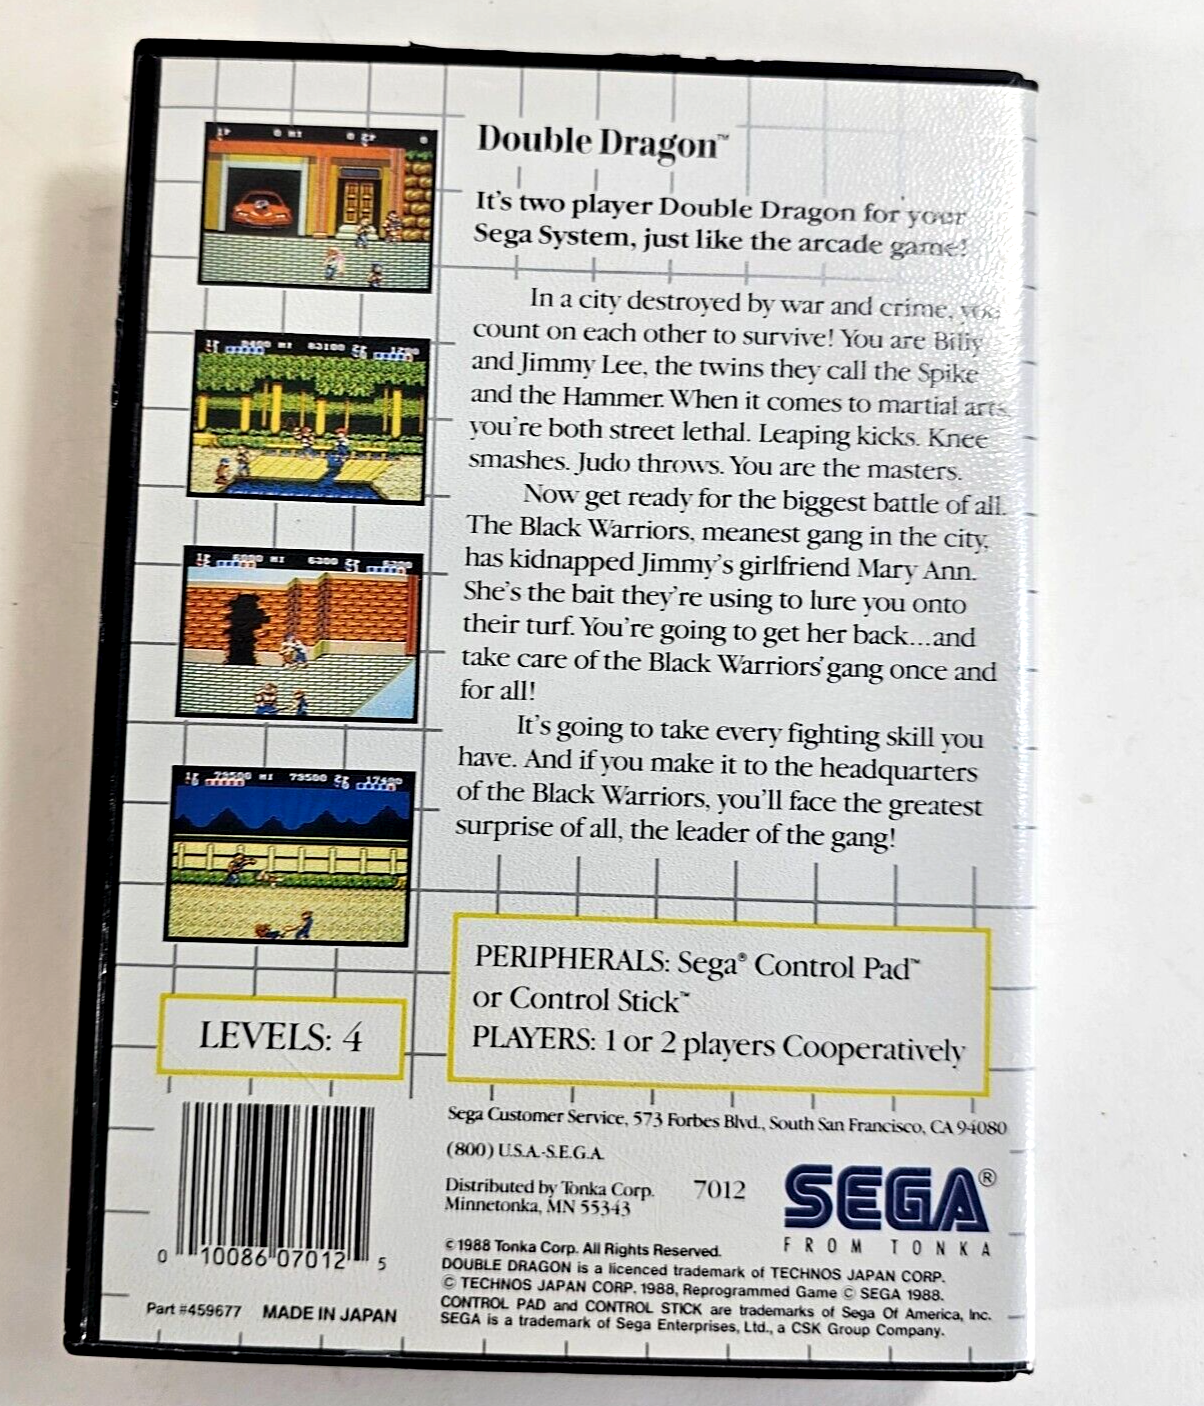 Double Dragon™
It's two player Double Dragon for your
Sega System, just like the arcade game!
In a city destroyed by war and crime, you
count on each other to survive! You are Billy
and Jimmy Lee, the twins they call the Spike
and the Hammer. When it comes to martial arts,
you're both street lethal. Leaping kicks. Knee
smashes. Judo throws. You are the masters.
Now get ready for the biggest battle of all.
The Black Warriors, meanest gang in the city,
has kidnapped Jimmy's girlfriend Mary Ann.
She's the bait they're using to lure you onto
their turf. You're going to get her back...and
take care of the Black Warriors' gang once and
for all!
It's going to take every fighting skill you
have. And if you make it to the headquarters
of the Black Warriors, you'll face the greatest
surprise of all, the leader of the gang!
PERIPHERALS: Sega® Control Pad™
or Control Stick™
PLAYERS: 1 or 2 players Cooperatively
LEVELS: 4
Sega Customer Service, 573 Forbes Blvd., South San Francisco, CA 94080
(800) U.S.A.-S.E.G.A.
Distributed by Tonka Corp. 7012
Minnetonka, MN 55343
SEGA®
FROM TONKA
©1988 Tonka Corp. All Rights Reserved.
DOUBLE DRAGON is a licenced trademark of TECHNOS JAPAN CORP.
© TECHNOS JAPAN CORP. 1988, Reprogrammed Game © SEGA 1988.
CONTROL PAD and CONTROL STICK are trademarks of Sega Of America, Inc.
SEGA is a trademark of Sega Enterprises, Ltd., a CSK Group Company.
0 10086 07012 5
Part #459677 MADE IN JAPAN